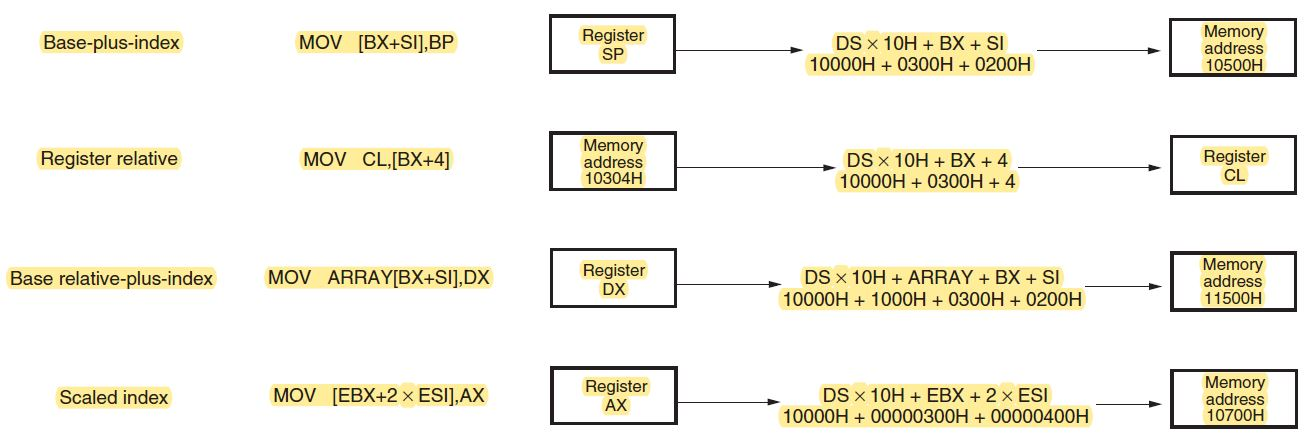 Base-plus-index MOV [BX+SI],BP Register SP DS × 10H + BX + SI Memory address 10500H
10000H + 0300H + 0200H
Register relative MOV CL,[BX+4] Memory address 10304H DS × 10H + BX + 4 Register CL
10000H + 0300H + 4
Base relative-plus-index MOV ARRAY[BX+SI],DX Register DX DS × 10H + ARRAY + BX + SI Memory address 11500H
10000H + 1000H + 0300H + 0200H
Scaled index MOV [EBX+2 × ESI],AX Register AX DS × 10H + EBX + 2 × ESI Memory address 10700H
10000H + 00000300H + 00000400H